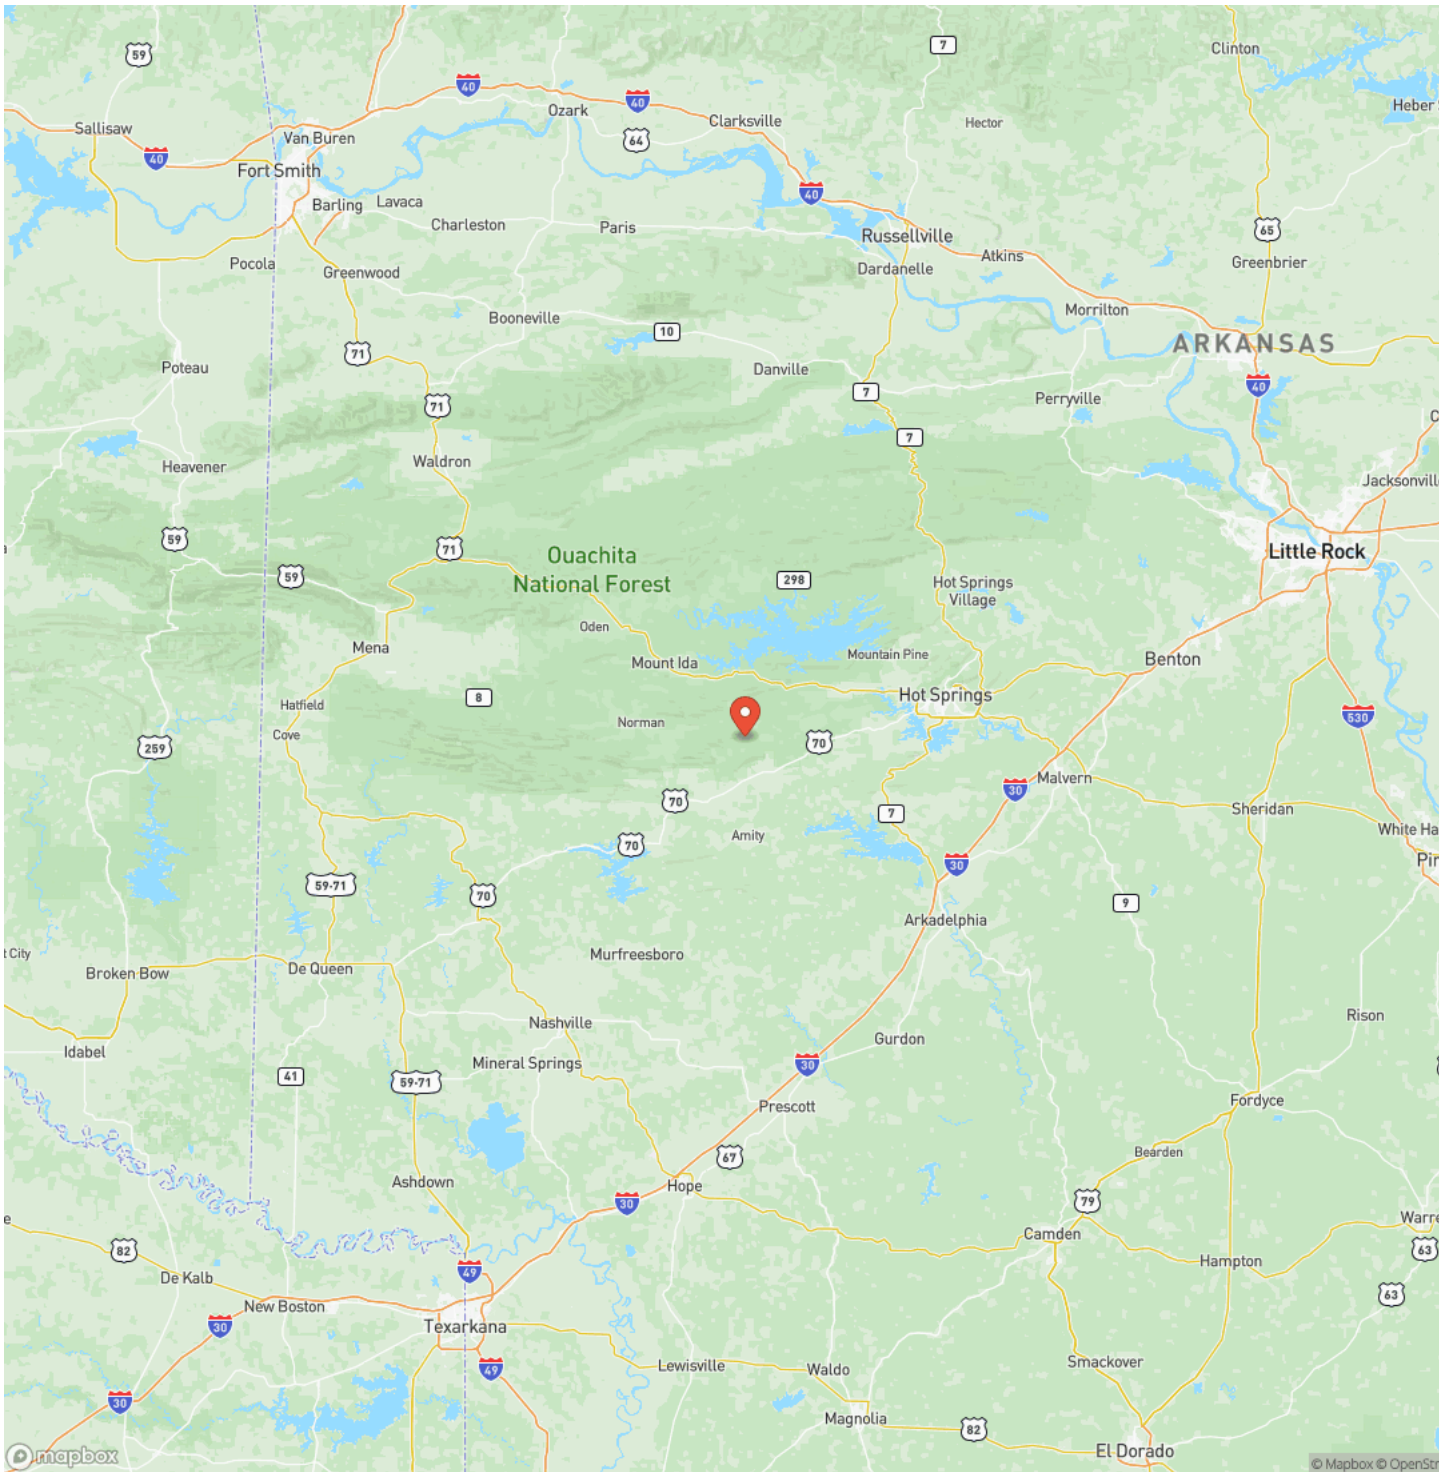 59
7
Clinton
40
40
Ozark
Clarksville
Heber
Sallisaw
Van Buren
64
Hector
40
Fort Smith
40
Barling
Lavaca
Charleston
Paris
65
Russellville
Atkins
Greenbrier
Pocola
Greenwood
Dardanelle
Booneville
10
Morrilton
71
ARKANSAS
Poteau
Danville
40
7
Perryville
71
7
Heavener
Waldron
Jacksonvill
59
71
Little Rock
Ouachita
National Forest
59
298
Hot Springs
Village
Oden
Mena
Mount Ida
Mountain Pine
Benton
8
Hot Springs
Hatfield
Norman
530
Cove
259
70
Malvern
30
70
7
Sheridan
White Ha
Amity
70
30
Pin
59-71
70
9
Arkadelphia
t City
Murfreesboro
Broken Bow
De Queen
Nashville
Rison
Gurdon
Idabel
Mineral Springs
30
41
59-71
Prescott
Fordyce
67
Bearden
Ashdown
Hope
30
79
Warre
Camden
82
49
Hampton
63
De Kalb
63
New Boston
30
Texarkana
Lewisville
Waldo
Smackover
49
30
Magnolia
82
El Dorado
mapbox
© Mapbox © OpenStr